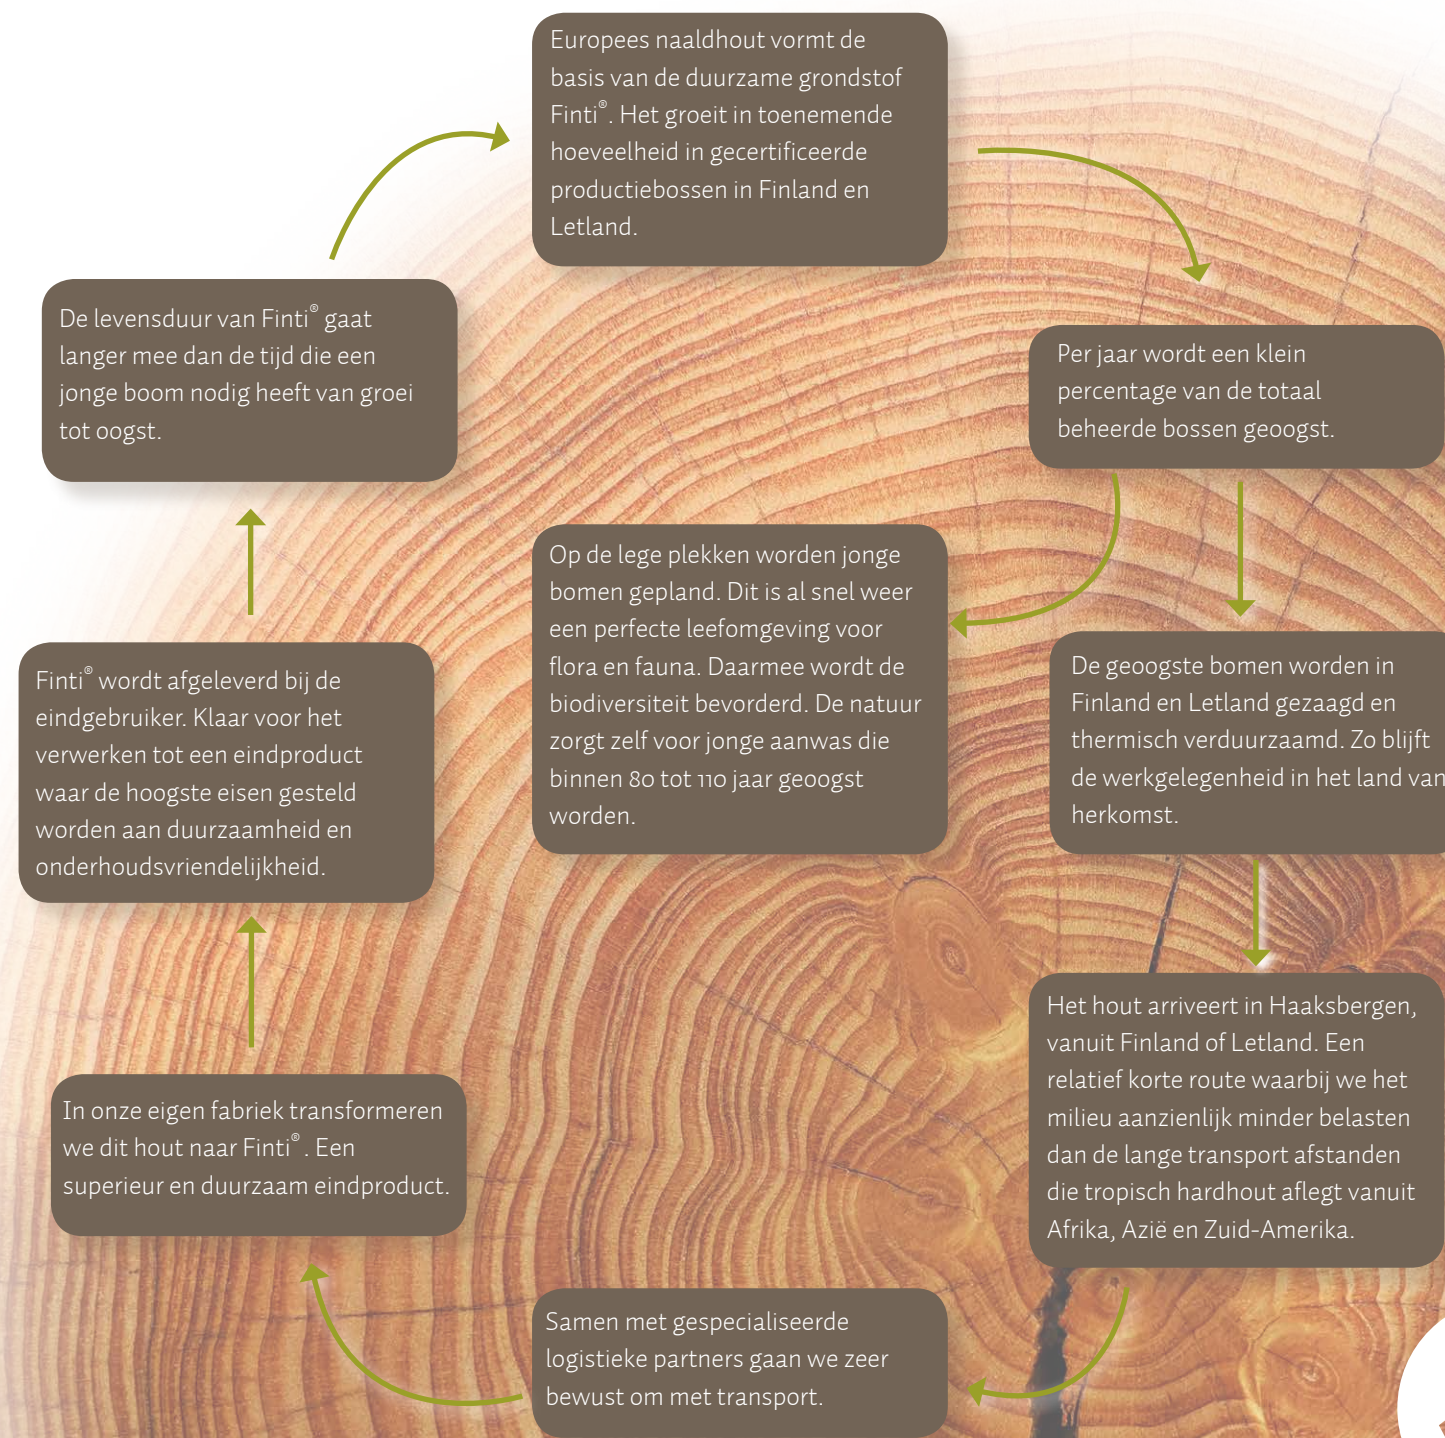 Europees naaldhout vormt de
basis van de duurzame grondstof
Finti®. Het groeit in toenemende
hoeveelheid in gecertificeerde
productiebossen in Finland en
Letland.
Per jaar wordt een klein
percentage van de totaal
beheerde bossen geoogst.
Op de lege plekken worden jonge
bomen gepland. Dit is al snel weer
een perfecte leefomgeving voor
flora en fauna. Daarmee wordt de
biodiversiteit bevorderd. De natuur
zorgt zelf voor jonge aanwas die
binnen 80 tot 110 jaar geoogst
worden.
De geoogste bomen worden in
Finland en Letland gezaagd en
thermisch verduurzaamd. Zo blijft
de werkgelegenheid in het land van
herkomst.
Het hout arriveert in Haaksbergen,
vanuit Finland of Letland. Een
relatief korte route waarbij we het
milieu aanzienlijk minder belasten
dan de lange transport afstanden
die tropisch hardhout aflegt vanuit
Afrika, Azië en Zuid-Amerika.
Samen met gespecialiseerde
logistieke partners gaan we zeer
bewust om met transport.
In onze eigen fabriek transformeren
we dit hout naar Finti® . Een
superieur en duurzaam eindproduct.
Finti® wordt afgeleverd bij de
eindgebruiker. Klaar voor het
verwerken tot een eindproduct
waar de hoogste eisen gesteld
worden aan duurzaamheid en
onderhoudsvriendelijkheid.
De levensduur van Finti® gaat
langer mee dan de tijd die een
jonge boom nodig heeft van groei
tot oogst.